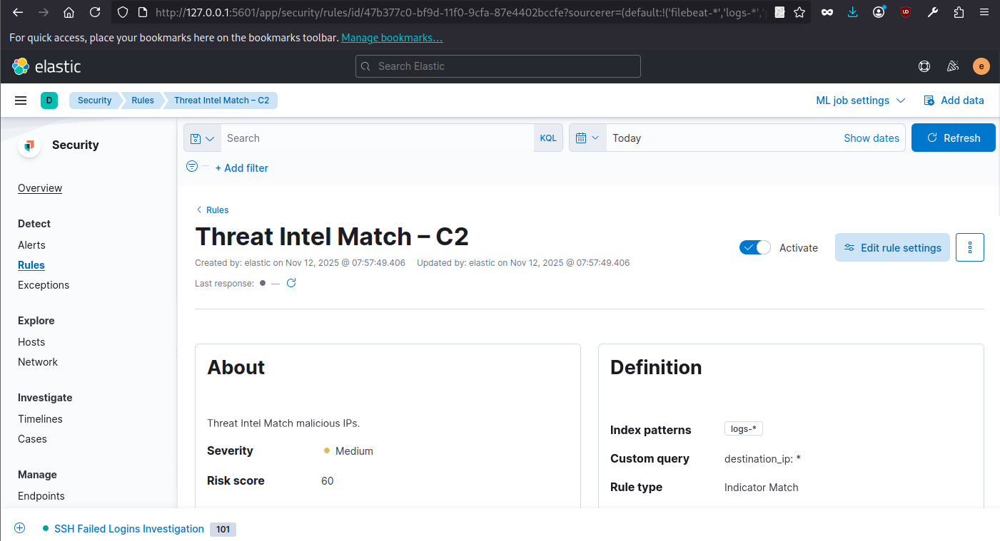 http://127.0.0.1:5601/app/security/rules/id/47b377c0-bf9d-11f0-9cfa-87e4402bccfe?sourcerer=(default:!('filebeat-*','logs-*','
For quick access, place your bookmarks here on the bookmarks toolbar. Manage bookmarks…
elastic
Search Elastic
e
D
Security
Rules
Threat Intel Match – C2
ML job settings
Add data
Security
Overview
Detect
Alerts
Rules
Exceptions
Explore
Hosts
Network
Investigate
Timelines
Cases
Manage
Endpoints
Search
KQL
Today
Show dates
Refresh
+ Add filter
Rules
Threat Intel Match – C2
Activate
Edit rule settings
Created by: elastic on Nov 12, 2025 @ 07:57:49.406 Updated by: elastic on Nov 12, 2025 @ 07:57:49.406
Last response: —
About
Threat Intel Match malicious IPs.
Severity Medium
Risk score 60
Definition
Index patterns logs-*
Custom query destination_ip: *
Rule type Indicator Match
SSH Failed Logins Investigation 101